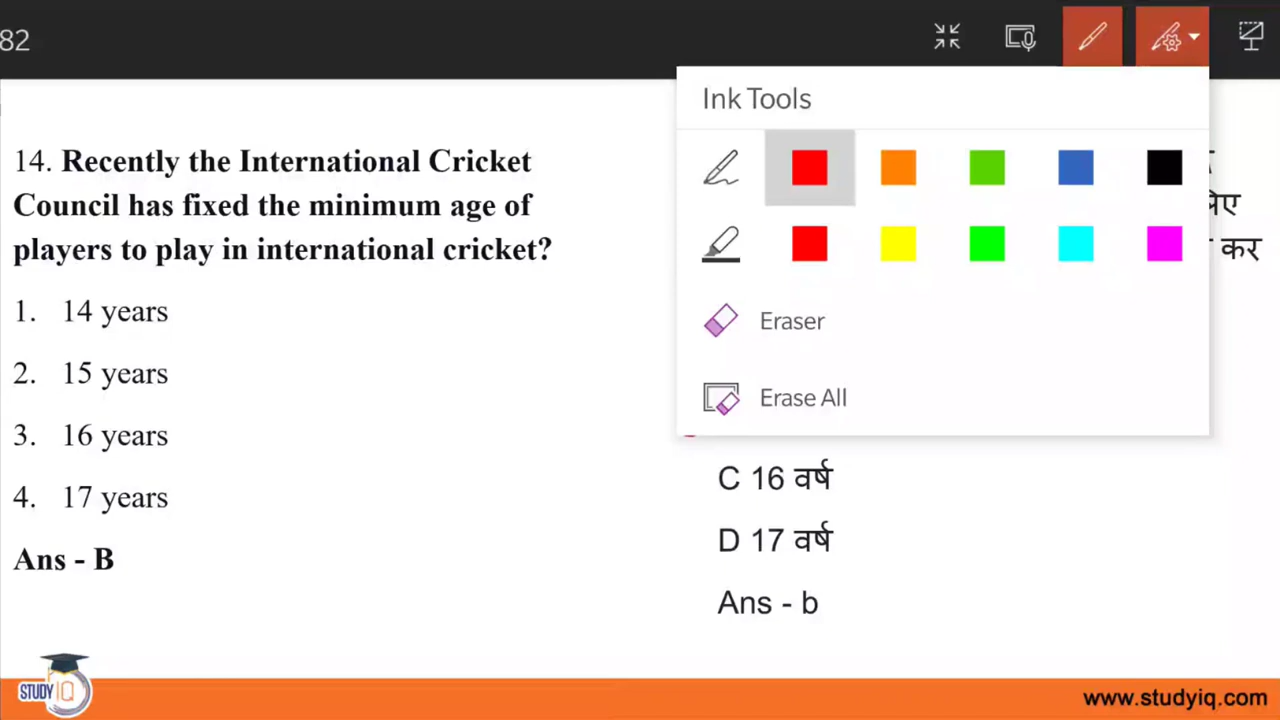 82
Ink Tools
14. Recently the International Cricket
Council has fixed the minimum age of
players to play in international cricket?
1. 14 years
2. 15 years
3. 16 years
4. 17 years
Ans - B
कर
Eraser
Erase All
C 16 वर्ष
D 17 वर्ष
Ans - b
STUDY IQ
www.studyiq.com